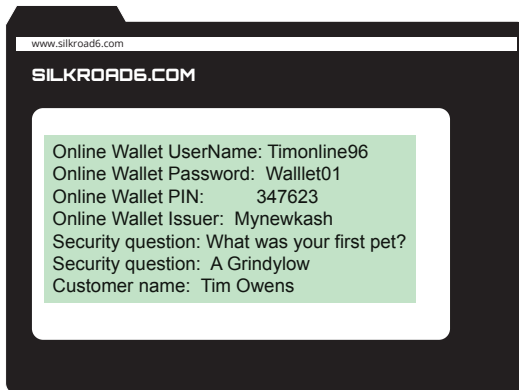 www.silkroad6.com
SILKROAD6.COM
Online Wallet UserName: Timonline96
Online Wallet Password: Walllet01
Online Wallet PIN: 347623
Online Wallet Issuer: Mynewkash
Security question: What was your first pet?
Security question: A Grindylow
Customer name: Tim Owens